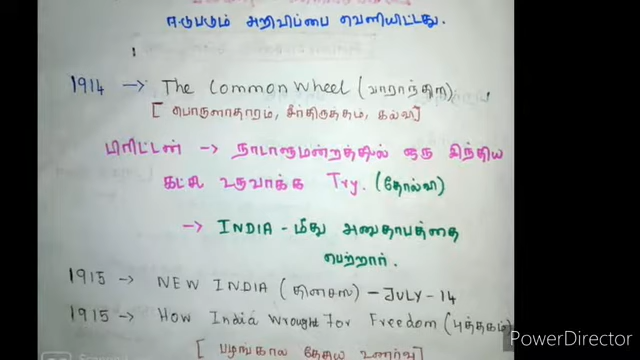 ஈடுபடும் அறிவிப்பை வெளியிட்டது.
1914 → The Common Wheel (வாராந்திர)
[பொருளாதாரம், சீர்திருத்தம், கல்வி]
பிரிட்டன் → நாடாளுமன்றத்தில் ஒரு இந்திய
கட்சி உருவாக்க Try. (தோல்வி)
→ INDIA - மீது அனுதாபத்தை
பெற்றார்.
1915 → NEW INDIA (தினசரி) - JULY - 14
1915 → How India Wrought For Freedom (புத்தகம்)
[பழங்கால தேசிய உணர்வு]
PowerDirector